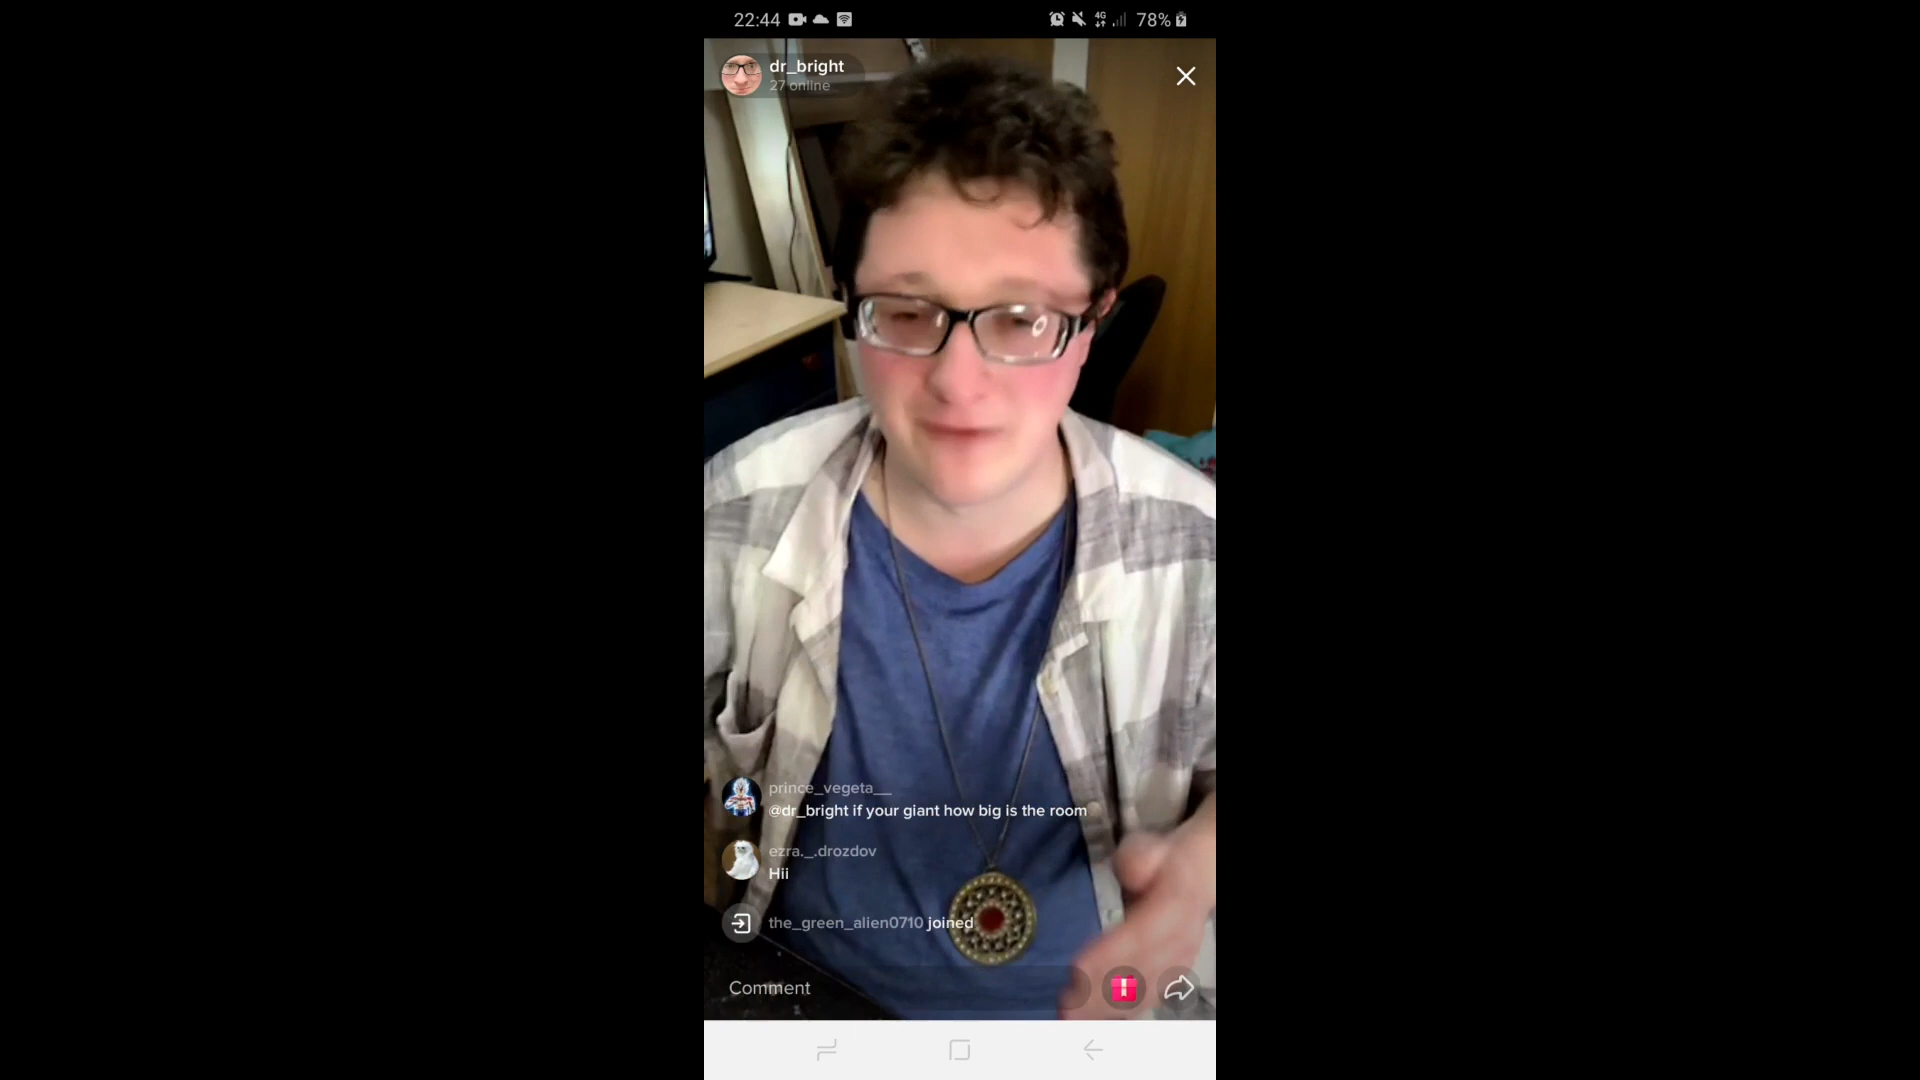 22:44
4G
78%
dr_bright
27 online
prince_vegeta__
@dr_bright if your giant how big is the room
ezra._.drozdov
Hii
the_green_alien0710 joined
Comment